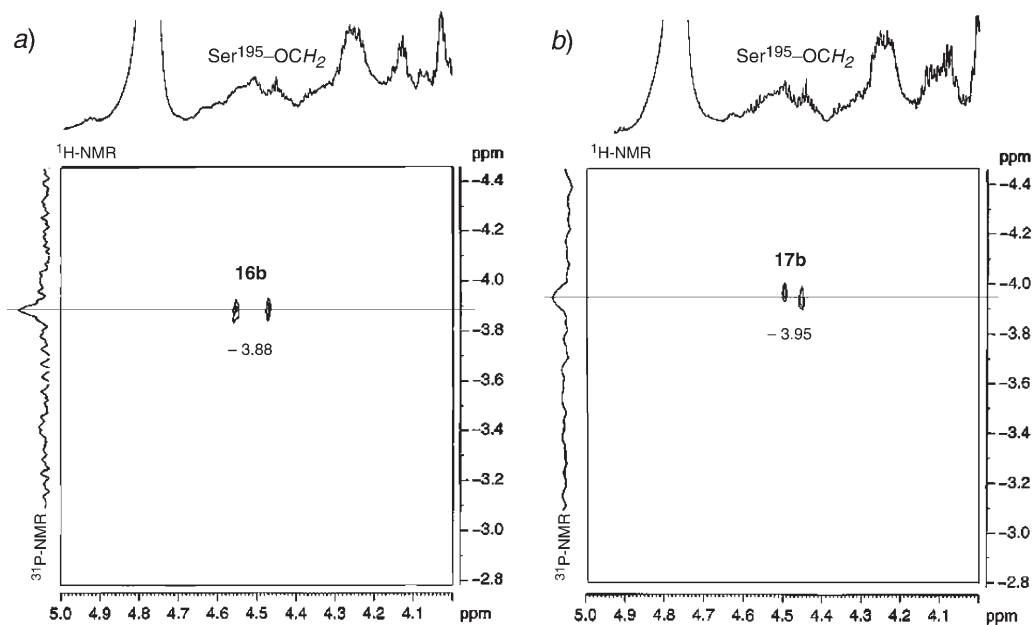 a)
Ser¹⁹⁵–OCH₂
¹H-NMR
ppm
–4.4
–4.2
–4.0
–3.8
–3.6
–3.4
–3.2
–3.0
–2.8
16b
– 3.88
³¹P-NMR
5.0 4.9 4.8 4.7 4.6 4.5 4.4 4.3 4.2 4.1 ppm
b)
Ser¹⁹⁵–OCH₂
¹H-NMR
ppm
–4.4
–4.2
–4.0
–3.8
–3.6
–3.4
–3.2
–3.0
–2.8
17b
– 3.95
³¹P-NMR
5.0 4.9 4.8 4.7 4.6 4.5 4.4 4.3 4.2 4.1 ppm